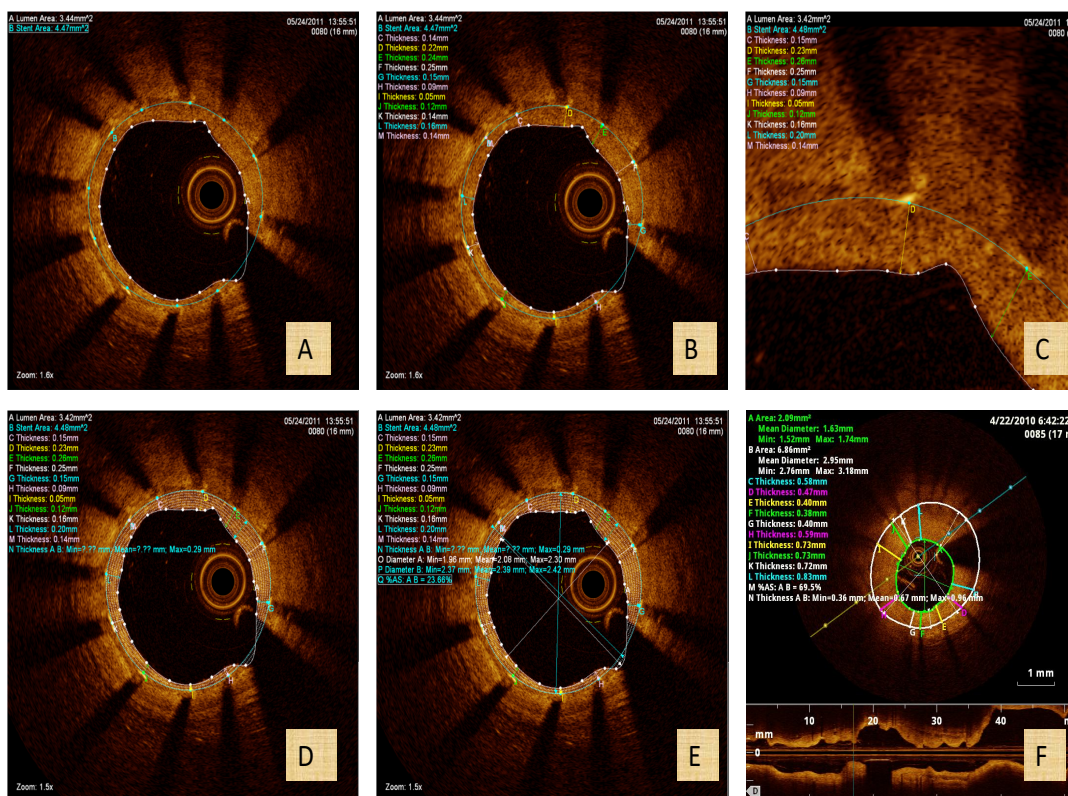 A Lumen Area: 3.44mm^2
B Stent Area: 4.47mm^2
05/24/2011 13:55:51
0080 (16 mm)
B
A
Zoom: 1.6x
A
A Lumen Area: 3.44mm^2
B Stent Area: 4.47mm^2
C Thickness: 0.14mm
D Thickness: 0.22mm
E Thickness: 0.24mm
F Thickness: 0.25mm
G Thickness: 0.15mm
H Thickness: 0.09mm
I Thickness: 0.05mm
J Thickness: 0.12mm
K Thickness: 0.14mm
L Thickness: 0.16mm
M Thickness: 0.14mm
05/24/2011 13:55:51
0080 (16 mm)
C
D
E
M
F
A
L
G
K
J
I
H
Zoom: 1.6x
B
A Lumen Area: 3.42mm^2
B Stent Area: 4.48mm^2
C Thickness: 0.15mm
D Thickness: 0.23mm
E Thickness: 0.26mm
F Thickness: 0.25mm
G Thickness: 0.15mm
H Thickness: 0.09mm
I Thickness: 0.05mm
J Thickness: 0.12mm
K Thickness: 0.16mm
L Thickness: 0.20mm
M Thickness: 0.14mm
05/24/2011 1
0080 (1
C
D
E
C
A Lumen Area: 3.42mm^2
B Stent Area: 4.48mm^2
C Thickness: 0.15mm
D Thickness: 0.23mm
E Thickness: 0.26mm
F Thickness: 0.25mm
G Thickness: 0.15mm
H Thickness: 0.09mm
I Thickness: 0.05mm
J Thickness: 0.12mm
K Thickness: 0.16mm
L Thickness: 0.20mm
M Thickness: 0.14mm
N Thickness A B: Min=?.?? mm; Mean=?.?? mm; Max=0.29 mm
05/24/2011 13:55:51
0080 (16 mm)
D
G
K
H
Zoom: 1.5x
D
A Lumen Area: 3.42mm^2
B Stent Area: 4.48mm^2
C Thickness: 0.15mm
D Thickness: 0.23mm
E Thickness: 0.26mm
F Thickness: 0.25mm
G Thickness: 0.15mm
H Thickness: 0.09mm
I Thickness: 0.05mm
J Thickness: 0.12mm
K Thickness: 0.16mm
L Thickness: 0.20mm
M Thickness: 0.14mm
N Thickness A B: Min=?.?? mm; Mean=?.?? mm; Max=0.29 mm
O Diameter A: Min=1.96 mm; Mean=2.08 mm; Max=2.30 mm
P Diameter B: Min=2.37 mm; Mean=2.39 mm; Max=2.42 mm
Q %AS: A B = 23.66%
05/24/2011 13:55:51
0080 (16 mm)
G
K
H
Zoom: 1.5x
E
A Area: 2.09mm²
Mean Diameter: 1.63mm
Min: 1.52mm Max: 1.74mm
B Area: 6.86mm²
Mean Diameter: 2.95mm
Min: 2.76mm Max: 3.18mm
C Thickness: 0.58mm
D Thickness: 0.47mm
E Thickness: 0.40mm
F Thickness: 0.38mm
G Thickness: 0.40mm
H Thickness: 0.59mm
I Thickness: 0.73mm
J Thickness: 0.73mm
K Thickness: 0.72mm
L Thickness: 0.83mm
M %AS: A B = 69.5%
N Thickness A B: Min=0.36 mm; Mean=0.67 mm; Max=0.96 mm
4/22/2010 6:42:22
0085 (17 m
G
F
E
1 mm
10 20 30 40
mm
0
D
F